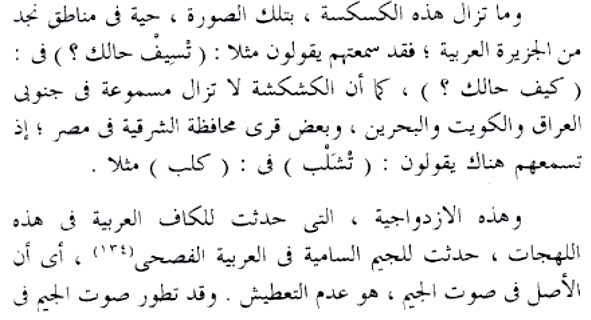 وما تزال هذه الكسكسة ، بتلك الصورة ، حية فى مناطق نجد
من الجزيرة العربية ؛ فقد سمعتهم يقولون مثلا : ( تْسِيفْ حالك ؟ ) فى :
( كيف حالك ؟ ) ، كما أن الكشكشة لا تزال مسموعة فى جنوبى
العراق والكويت والبحرين ، وبعض قرى محافظة الشرقية فى مصر ؛ إذ
تسمعهم هناك يقولون : ( تْشَلْب ) فى : ( كلب ) مثلا .
وهذه الازدواجية ، التى حدثت للكاف العربية فى هذه
اللهجات ، حدثت للجيم السامية فى العربية الفصحى(١٣٤) ، أى أن
الأصل فى صوت الجيم ، هو عدم التعطيش . وقد تطور صوت الجيم فى